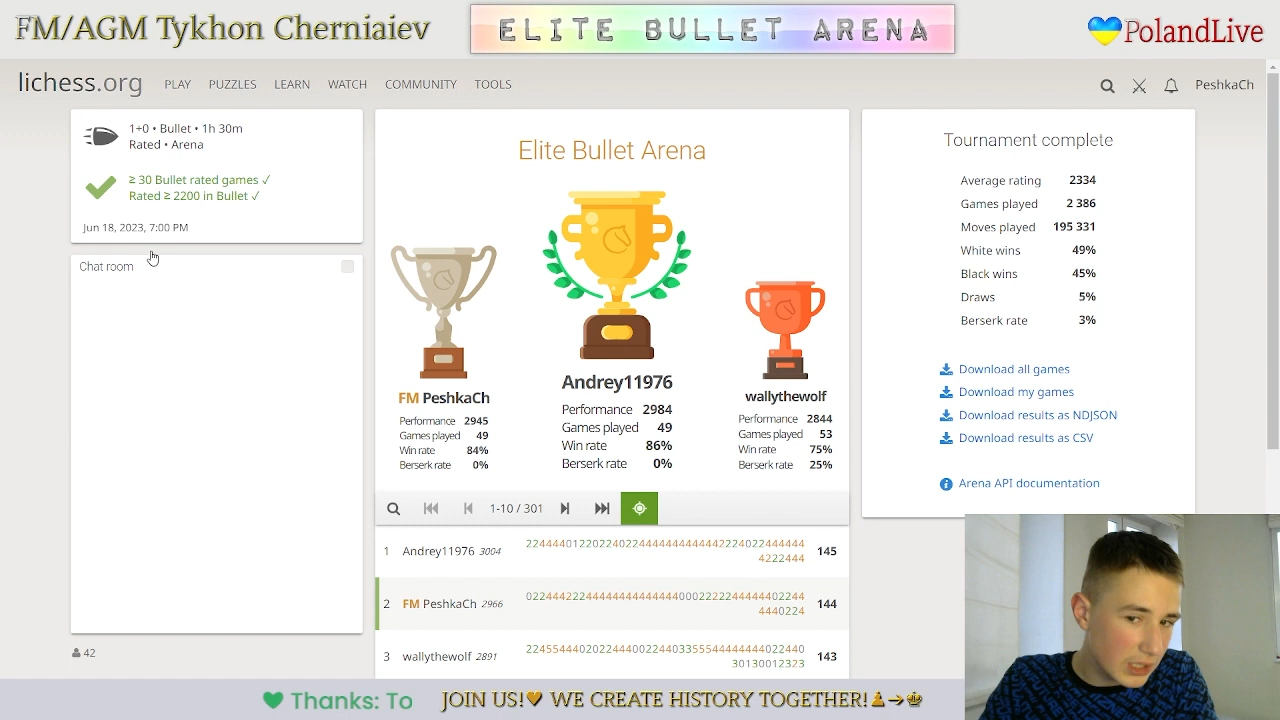 FM/AGM Tykhon Cherniaiev
ELITE BULLET ARENA
PolandLive
lichess.org
PLAY PUZZLES LEARN WATCH COMMUNITY TOOLS
PeshkaCh
1+0 • Bullet • 1h 30m
Rated • Arena
≥ 30 Bullet rated games ✓
Rated ≥ 2200 in Bullet ✓
Jun 18, 2023, 7:00 PM
Chat room
42
Elite Bullet Arena
FM PeshkaCh
Performance 2945
Games played 49
Win rate 84%
Berserk rate 0%
Andrey11976
Performance 2984
Games played 49
Win rate 86%
Berserk rate 0%
wallythewolf
Performance 2844
Games played 53
Win rate 75%
Berserk rate 25%
1-10 / 301
1 Andrey11976 3004 145
2 FM PeshkaCh 2966 144
3 wallythewolf 2891 143
Tournament complete
Average rating 2334
Games played 2 386
Moves played 195 331
White wins 49%
Black wins 45%
Draws 5%
Berserk rate 3%
Download all games
Download my games
Download results as NDJSON
Download results as CSV
Arena API documentation
Thanks: To
JOIN US! WE CREATE HISTORY TOGETHER!